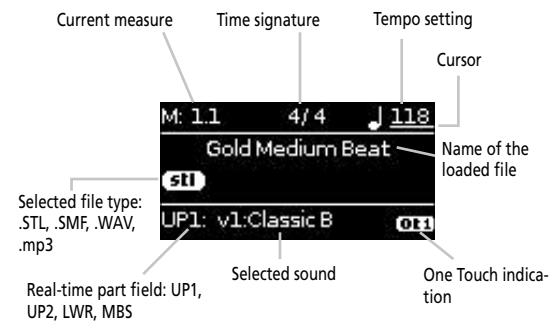 Current measure
Time signature
Tempo setting
Cursor
M: 1.1 4/4 ♩ 118
Gold Medium Beat
Name of the
loaded file
stl
Selected file type:
.STL, .SMF, .WAV,
.mp3
UP1: v1:Classic B Ot1
Selected sound
One Touch indica-
tion
Real-time part field: UP1,
UP2, LWR, MBS